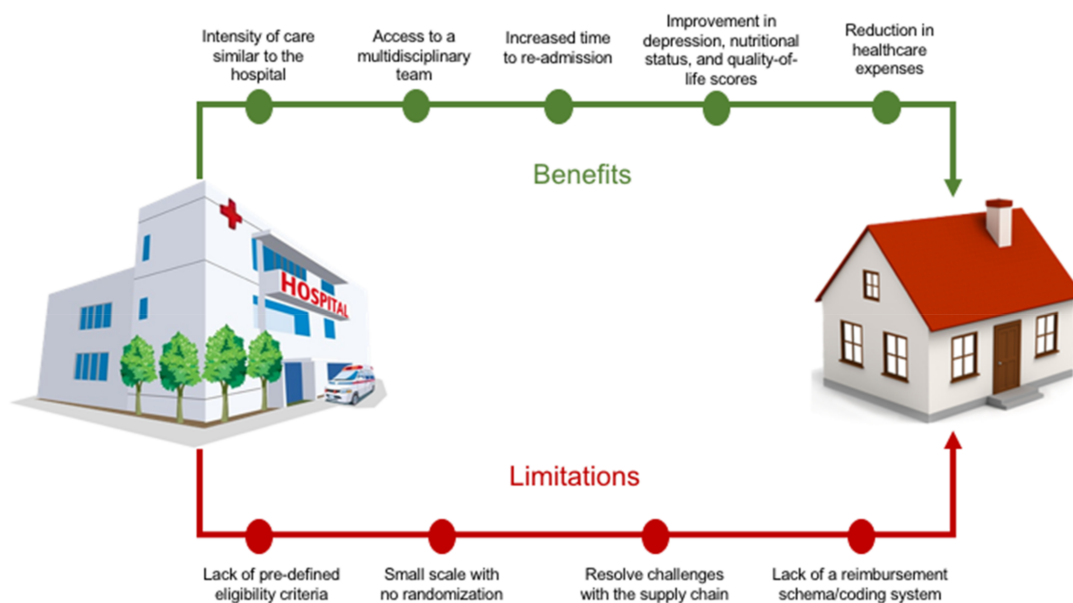 Intensity of care
similar to the
hospital
Access to a
multidisciplinary
team
Increased time
to re-admission
Improvement in
depression, nutritional
status, and quality-of-
life scores
Reduction in
healthcare
expenses
Benefits
HOSPITAL
Limitations
Lack of pre-defined
eligibility criteria
Small scale with
no randomization
Resolve challenges
with the supply chain
Lack of a reimbursement
schema/coding system